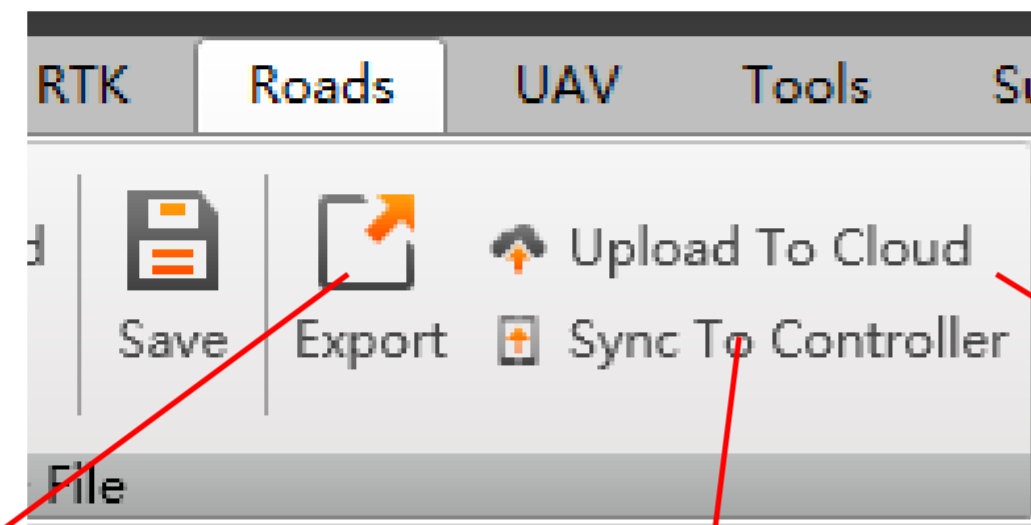 RTK Roads UAV Tools
Upload To Cloud
Save Export Sync To Controller
File